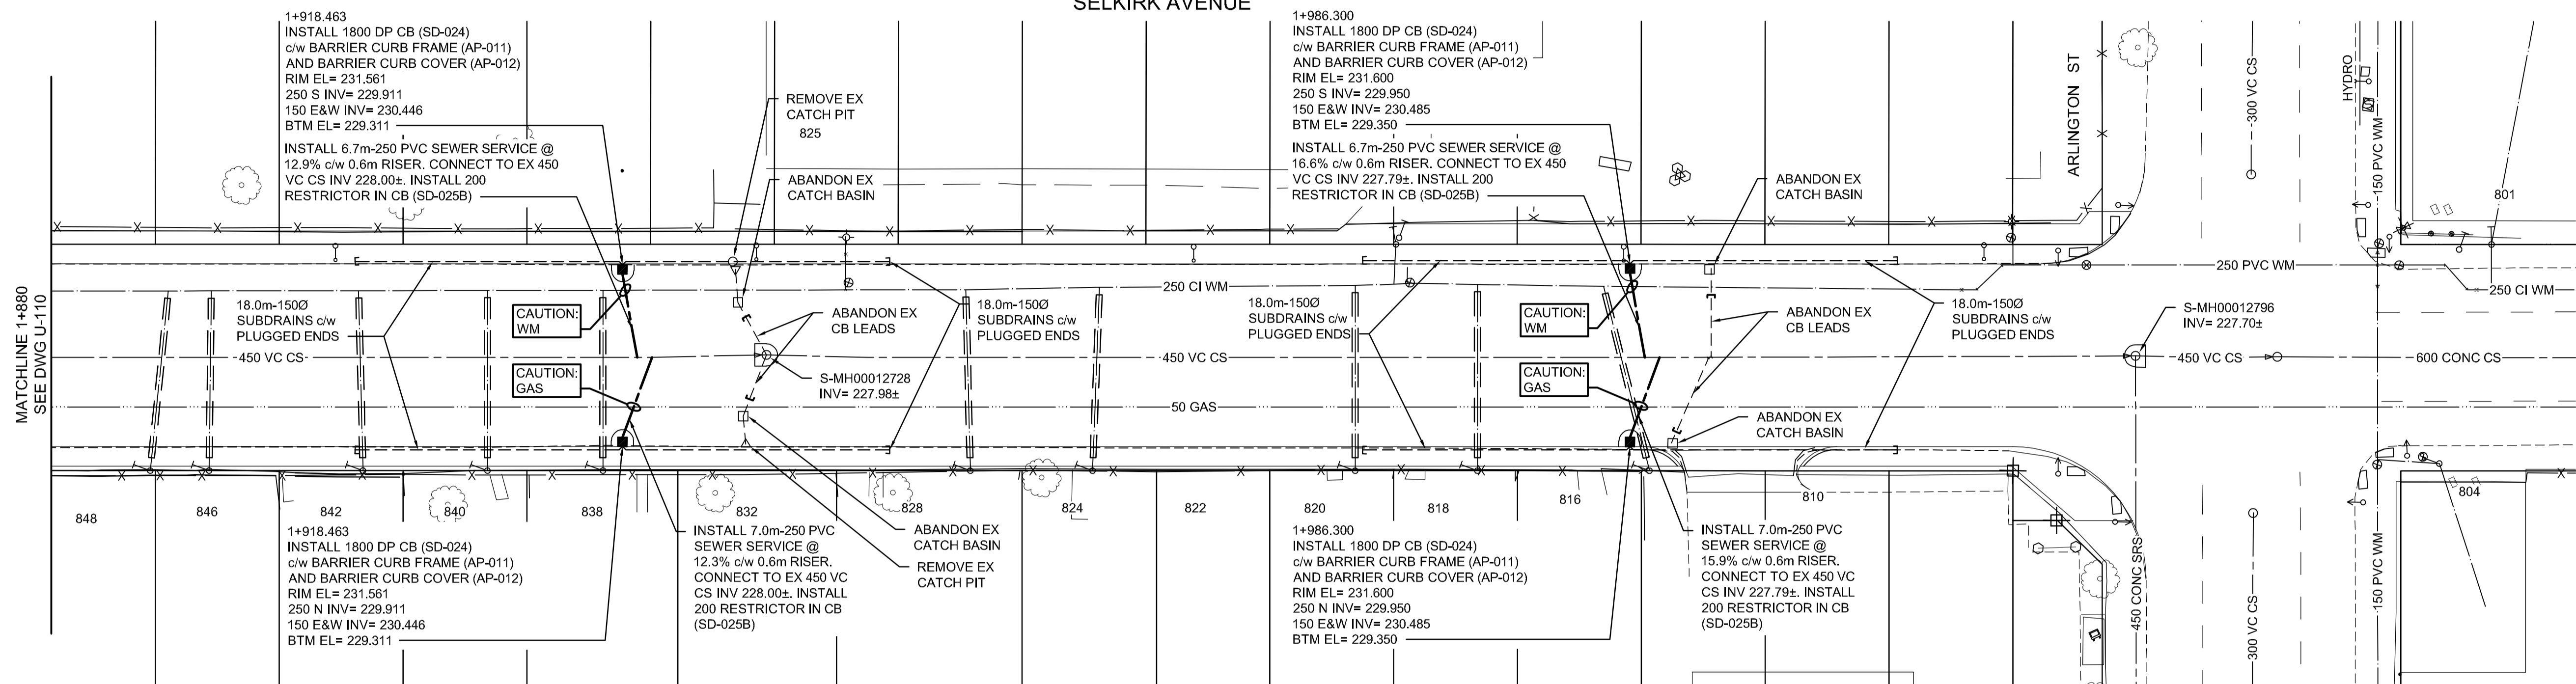 SELKIRK AVENUE
1+918.463
INSTALL 1800 DP CB (SD-024)
c/w BARRIER CURB FRAME (AP-011)
AND BARRIER CURB COVER (AP-012)
RIM EL= 231.561
250 S INV= 229.911
150 E&W INV= 230.446
BTM EL= 229.311
INSTALL 6.7m-250 PVC SEWER SERVICE @
12.9% c/w 0.6m RISER. CONNECT TO EX 450
VC CS INV 228.00±. INSTALL 200
RESTRICTOR IN CB (SD-025B)
REMOVE EX
CATCH PIT
825
ABANDON EX
CATCH BASIN
1+986.300
INSTALL 1800 DP CB (SD-024)
c/w BARRIER CURB FRAME (AP-011)
AND BARRIER CURB COVER (AP-012)
RIM EL= 231.600
250 S INV= 229.950
150 E&W INV= 230.485
BTM EL= 229.350
INSTALL 6.7m-250 PVC SEWER SERVICE @
16.6% c/w 0.6m RISER. CONNECT TO EX 450
VC CS INV 227.79±. INSTALL 200
RESTRICTOR IN CB (SD-025B)
ABANDON EX
CATCH BASIN
ARLINGTON ST
300 VC CS
HYDRO
150 PVC WM
801
MATCHLINE 1+880
SEE DWG U-110
250 CI WM
250 PVC WM
250 CI WM
18.0m-150Ø
SUBDRAINS c/w
PLUGGED ENDS
CAUTION:
WM
ABANDON EX
CB LEADS
18.0m-150Ø
SUBDRAINS c/w
PLUGGED ENDS
18.0m-150Ø
SUBDRAINS c/w
PLUGGED ENDS
CAUTION:
WM
ABANDON EX
CB LEADS
18.0m-150Ø
SUBDRAINS c/w
PLUGGED ENDS
S-MH00012796
INV= 227.70±
450 VC CS
450 VC CS
450 VC CS
600 CONC CS
CAUTION:
GAS
S-MH00012728
INV= 227.98±
CAUTION:
GAS
50 GAS
ABANDON EX
CATCH BASIN
848
846
842
840
838
832
828
824
822
820
818
816
810
804
1+918.463
INSTALL 1800 DP CB (SD-024)
c/w BARRIER CURB FRAME (AP-011)
AND BARRIER CURB COVER (AP-012)
RIM EL= 231.561
250 N INV= 229.911
150 E&W INV= 230.446
BTM EL= 229.311
INSTALL 7.0m-250 PVC
SEWER SERVICE @
12.3% c/w 0.6m RISER.
CONNECT TO EX 450 VC
CS INV 228.00±. INSTALL
200 RESTRICTOR IN CB
(SD-025B)
ABANDON EX
CATCH BASIN
REMOVE EX
CATCH PIT
1+986.300
INSTALL 1800 DP CB (SD-024)
c/w BARRIER CURB FRAME (AP-011)
AND BARRIER CURB COVER (AP-012)
RIM EL= 231.600
250 N INV= 229.950
150 E&W INV= 230.485
BTM EL= 229.350
INSTALL 7.0m-250 PVC
SEWER SERVICE @
15.9% c/w 0.6m RISER.
CONNECT TO EX 450 VC
CS INV 227.79±. INSTALL
200 RESTRICTOR IN CB
(SD-025B)
450 CONC SRS
300 VC CS
150 PVC WM